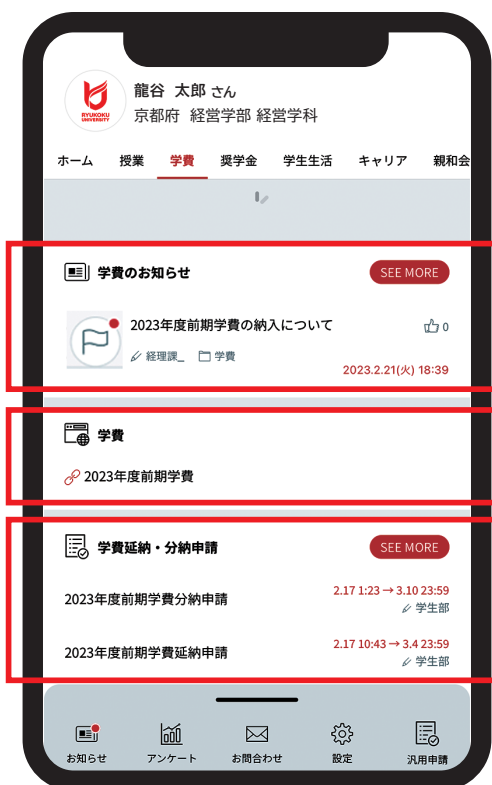 龍谷 太郎 さん
RYUKOKU
UNIVERSITY
京都府 経営学部 経営学科
ホーム 授業 学費 奨学金 学生生活 キャリア 親和会
学費のお知らせ SEE MORE
2023年度前期学費の納入について 0
経理課_ 学費
2023.2.21(火) 18:39
学費
2023年度前期学費
学費延納・分納申請 SEE MORE
2023年度前期学費分納申請 2.17 1:23 → 3.10 23:59
学生部
2023年度前期学費延納申請 2.17 10:43 → 3.4 23:59
学生部
お知らせ アンケート お問合わせ 設定 汎用申請